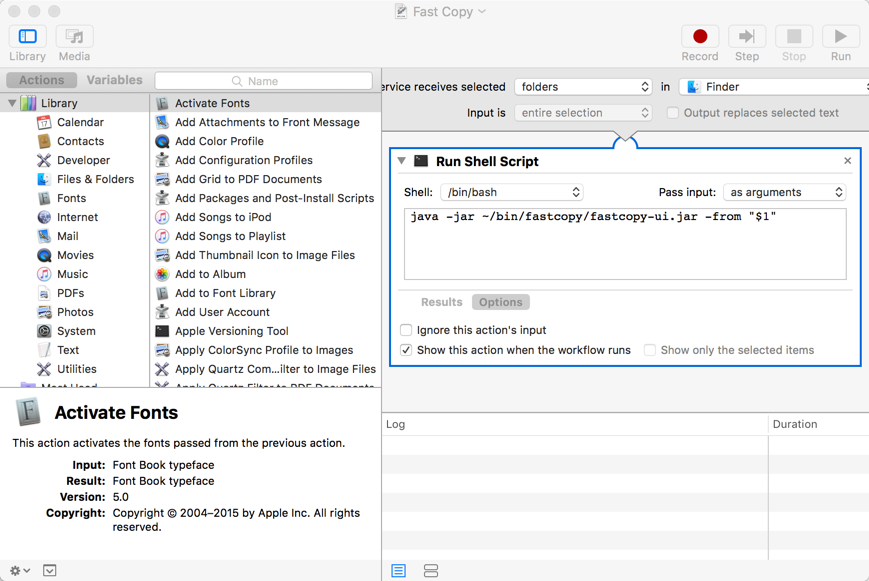 Fast Copy
Library Media Record Step Stop Run
Actions Variables Name
Library
Calendar
Contacts
Developer
Files & Folders
Fonts
Internet
Mail
Movies
Music
PDFs
Photos
System
Text
Utilities
Most Used
Activate Fonts
Add Attachments to Front Message
Add Color Profile
Add Configuration Profiles
Add Grid to PDF Documents
Add Packages and Post-Install Scripts
Add Songs to iPod
Add Songs to Playlist
Add Thumbnail Icon to Image Files
Add to Album
Add to Font Library
Add User Account
Apple Versioning Tool
Apply ColorSync Profile to Images
Apply Quartz Com...ilter to Image Files
Apply Quartz Filter to PDF Documents
Activate Fonts
This action activates the fonts passed from the previous action.
Input: Font Book typeface
Result: Font Book typeface
Version: 5.0
Copyright: Copyright © 2004–2015 by Apple Inc. All rights
reserved.
ervice receives selected folders in Finder
Input is entire selection Output replaces selected text
Run Shell Script
Shell: /bin/bash Pass input: as arguments
java -jar ~/bin/fastcopy/fastcopy-ui.jar -from "$1"
Results Options
Ignore this action's input
Show this action when the workflow runs Show only the selected items
Log Duration